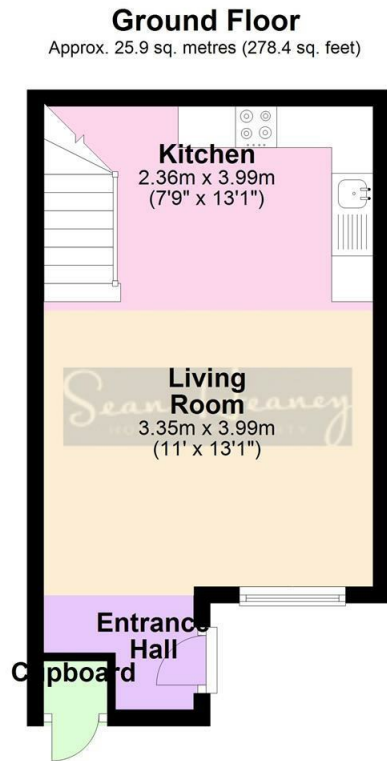 Ground Floor
Approx. 25.9 sq. metres (278.4 sq. feet)
Kitchen
2.36m x 3.99m
(7'9" x 13'1")
Living
Room
3.35m x 3.99m
(11' x 13'1")
Entrance
Hall
Cupboard